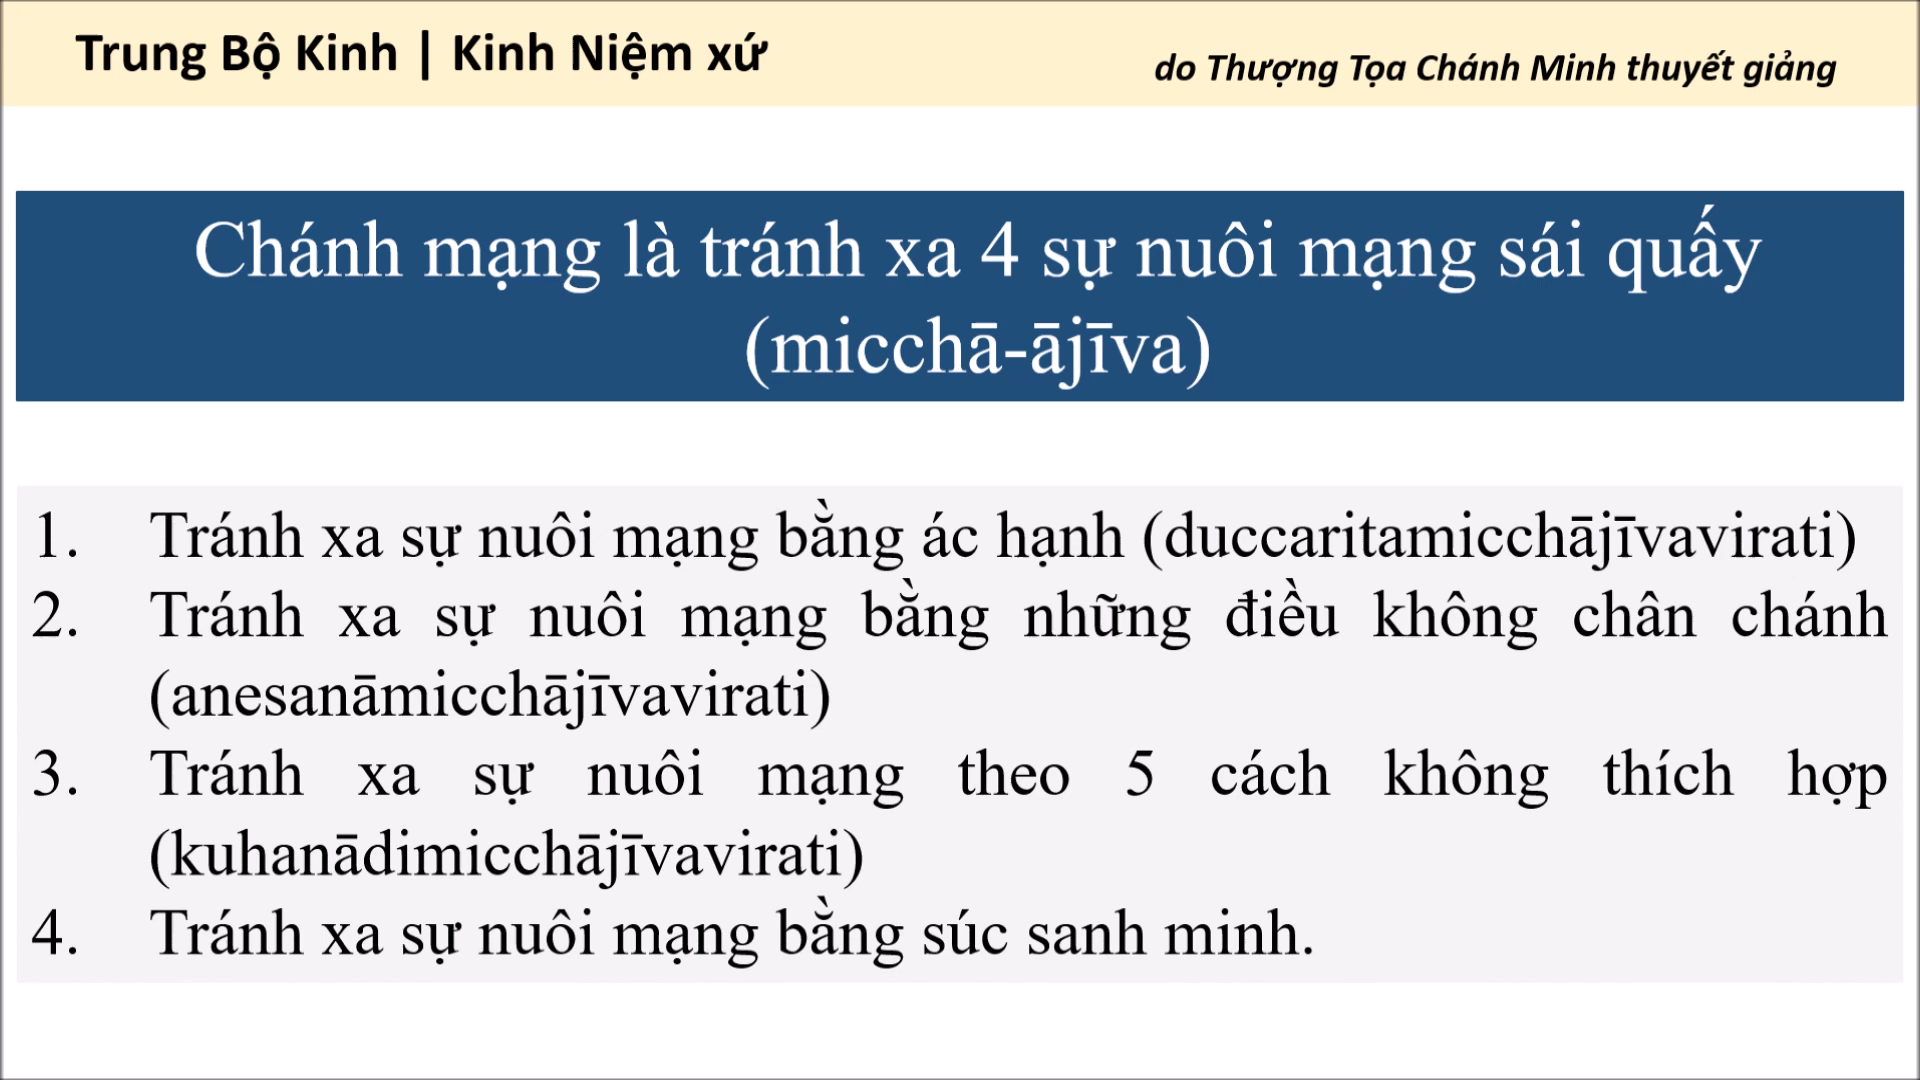 Trung Bộ Kinh | Kinh Niệm xứ
do Thượng Tọa Chánh Minh thuyết giảng
Chánh mạng là tránh xa 4 sự nuôi mạng sái quấy
(micchā-ājīva)
1. Tránh xa sự nuôi mạng bằng ác hạnh (duccaritamicchājīvavirati)
2. Tránh xa sự nuôi mạng bằng những điều không chân chánh
(anesanāmicchājīvavirati)
3. Tránh xa sự nuôi mạng theo 5 cách không thích hợp
(kuhanādimicchājīvavirati)
4. Tránh xa sự nuôi mạng bằng súc sanh minh.